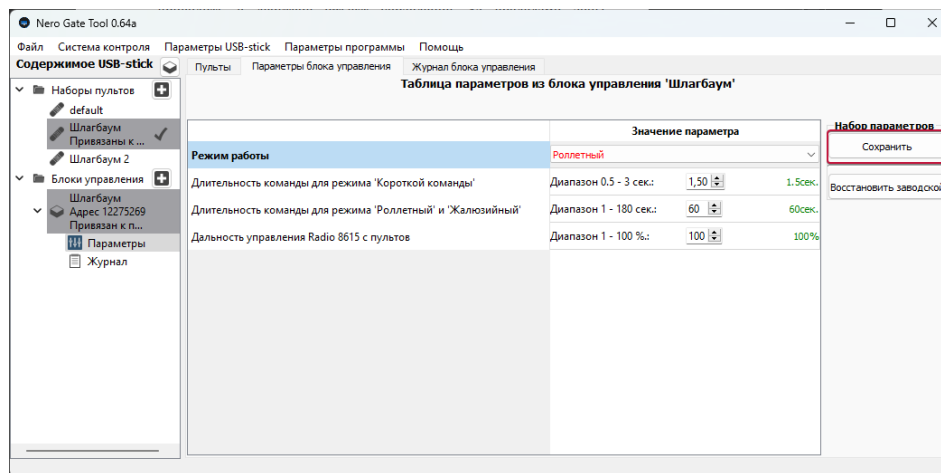 Nero Gate Tool 0.64a
Файл Система контроля Параметры USB-stick Параметры программы Помощь
Содержимое USB-stick
Наборы пультов
default
Шлагбаум
Привязаны к ...
Шлагбаум 2
Блоки управления
Шлагбаум
Адрес 12275269
Привязан к п...
Параметры
Журнал
Пульты Параметры блока управления Журнал блока управления
Таблица параметров из блока управления 'Шлагбаум'
Значение параметра
Режим работы Роллетный
Длительность команды для режима 'Короткой команды' Диапазон 0.5 - 3 сек.: 1,50 1.5сек.
Длительность команды для режима 'Роллетный' и 'Жалюзийный' Диапазон 1 - 180 сек.: 60 60сек.
Дальность управления Radio 8615 с пультов Диапазон 1 - 100 %.: 100 100%
Набор параметров
Сохранить
Восстановить заводской